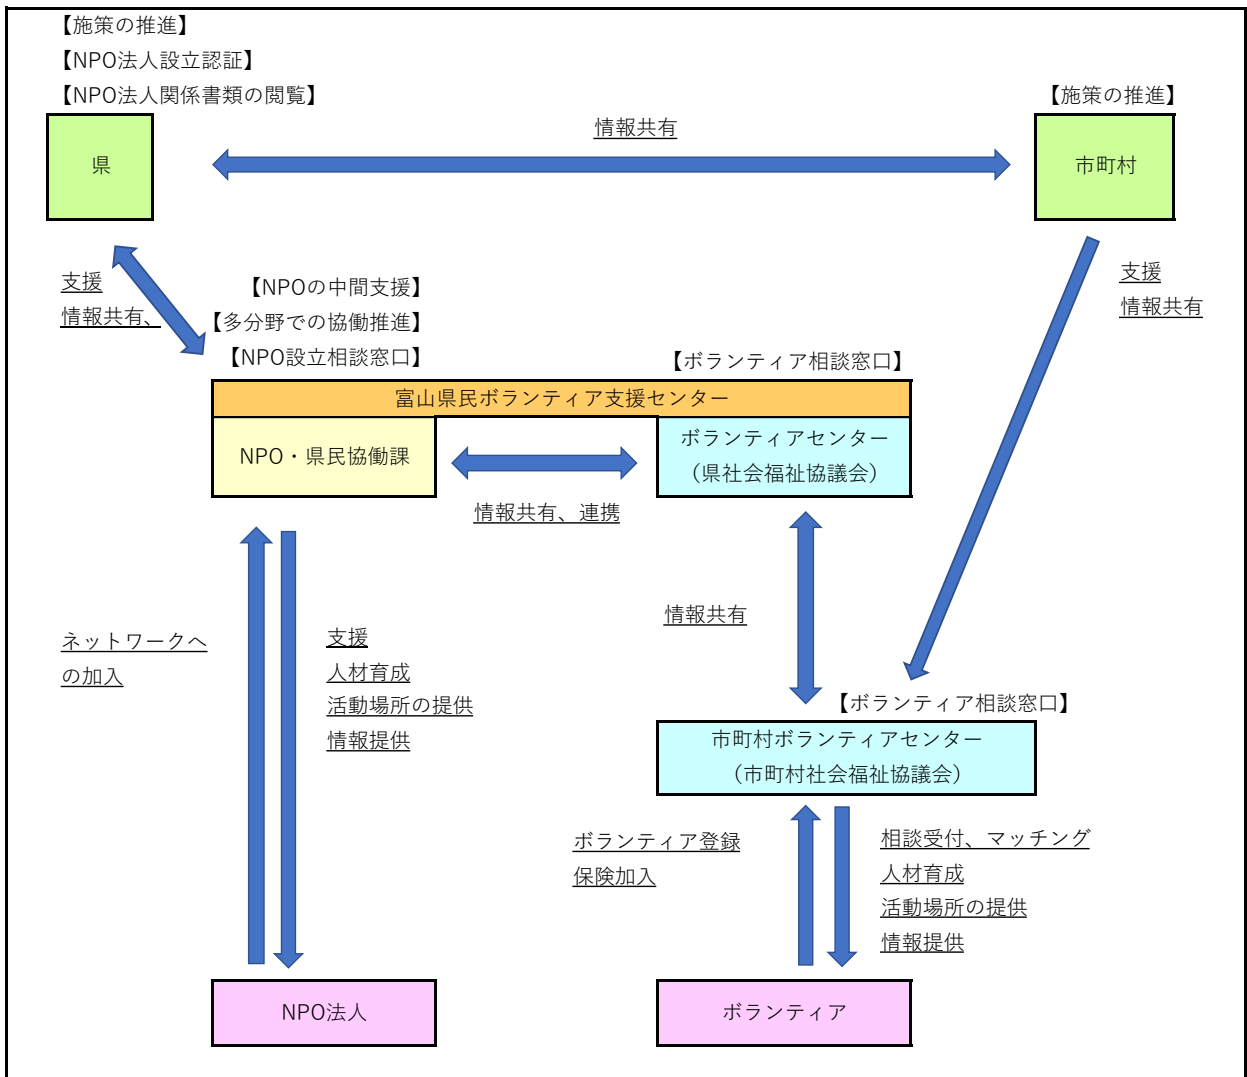 【施策の推進】
【NPO法人設立認証】
【NPO法人関係書類の閲覧】
【施策の推進】
情報共有
県
市町村
支援
情報共有、
【NPOの中間支援】
【多分野での協働推進】
【NPO設立相談窓口】
【ボランティア相談窓口】
支援
情報共有
富山県民ボランティア支援センター
NPO・県民協働課
ボランティアセンター
（県社会福祉協議会）
情報共有、連携
情報共有
ネットワークへ
の加入
支援
人材育成
活動場所の提供
情報提供
【ボランティア相談窓口】
市町村ボランティアセンター
（市町村社会福祉協議会）
ボランティア登録
保険加入
相談受付、マッチング
人材育成
活動場所の提供
情報提供
NPO法人
ボランティア